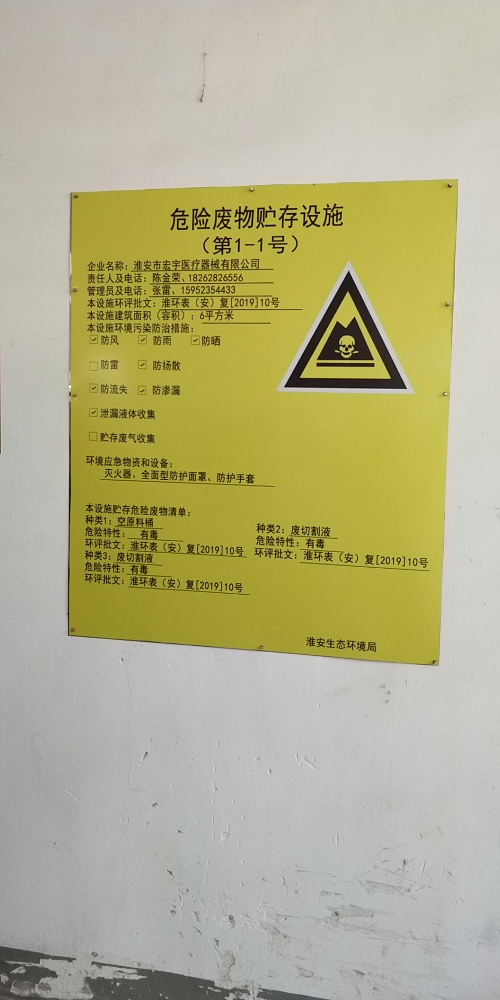 危险废物贮存设施
（第1-1号）
企业名称：淮安市宏宇医疗器械有限公司
责任人及电话：陈金荣、18262826556
管理员及电话：张雷、15952354433
本设施环评批文：淮环表（安）复[2019]10号
本设施建筑面积（容积）：6平方米
本设施环境污染防治措施：
☑防风 ☑防雨 ☑防晒
☐防雷 ☑防扬散
☑防流失 ☑防渗漏
☑泄漏液体收集
☐贮存废气收集
环境应急物资和设备：
灭火器、全面型防护面罩、防护手套
本设施贮存危险废物清单：
种类1：空原料桶
危险特性：有毒
环评批文：淮环表（安）复[2019]10号
种类2：废切割液
危险特性：有毒
环评批文：淮环表（安）复[2019]10号
种类3：废切割液
危险特性：有毒
环评批文：淮环表（安）复[2019]10号
淮安生态环境局